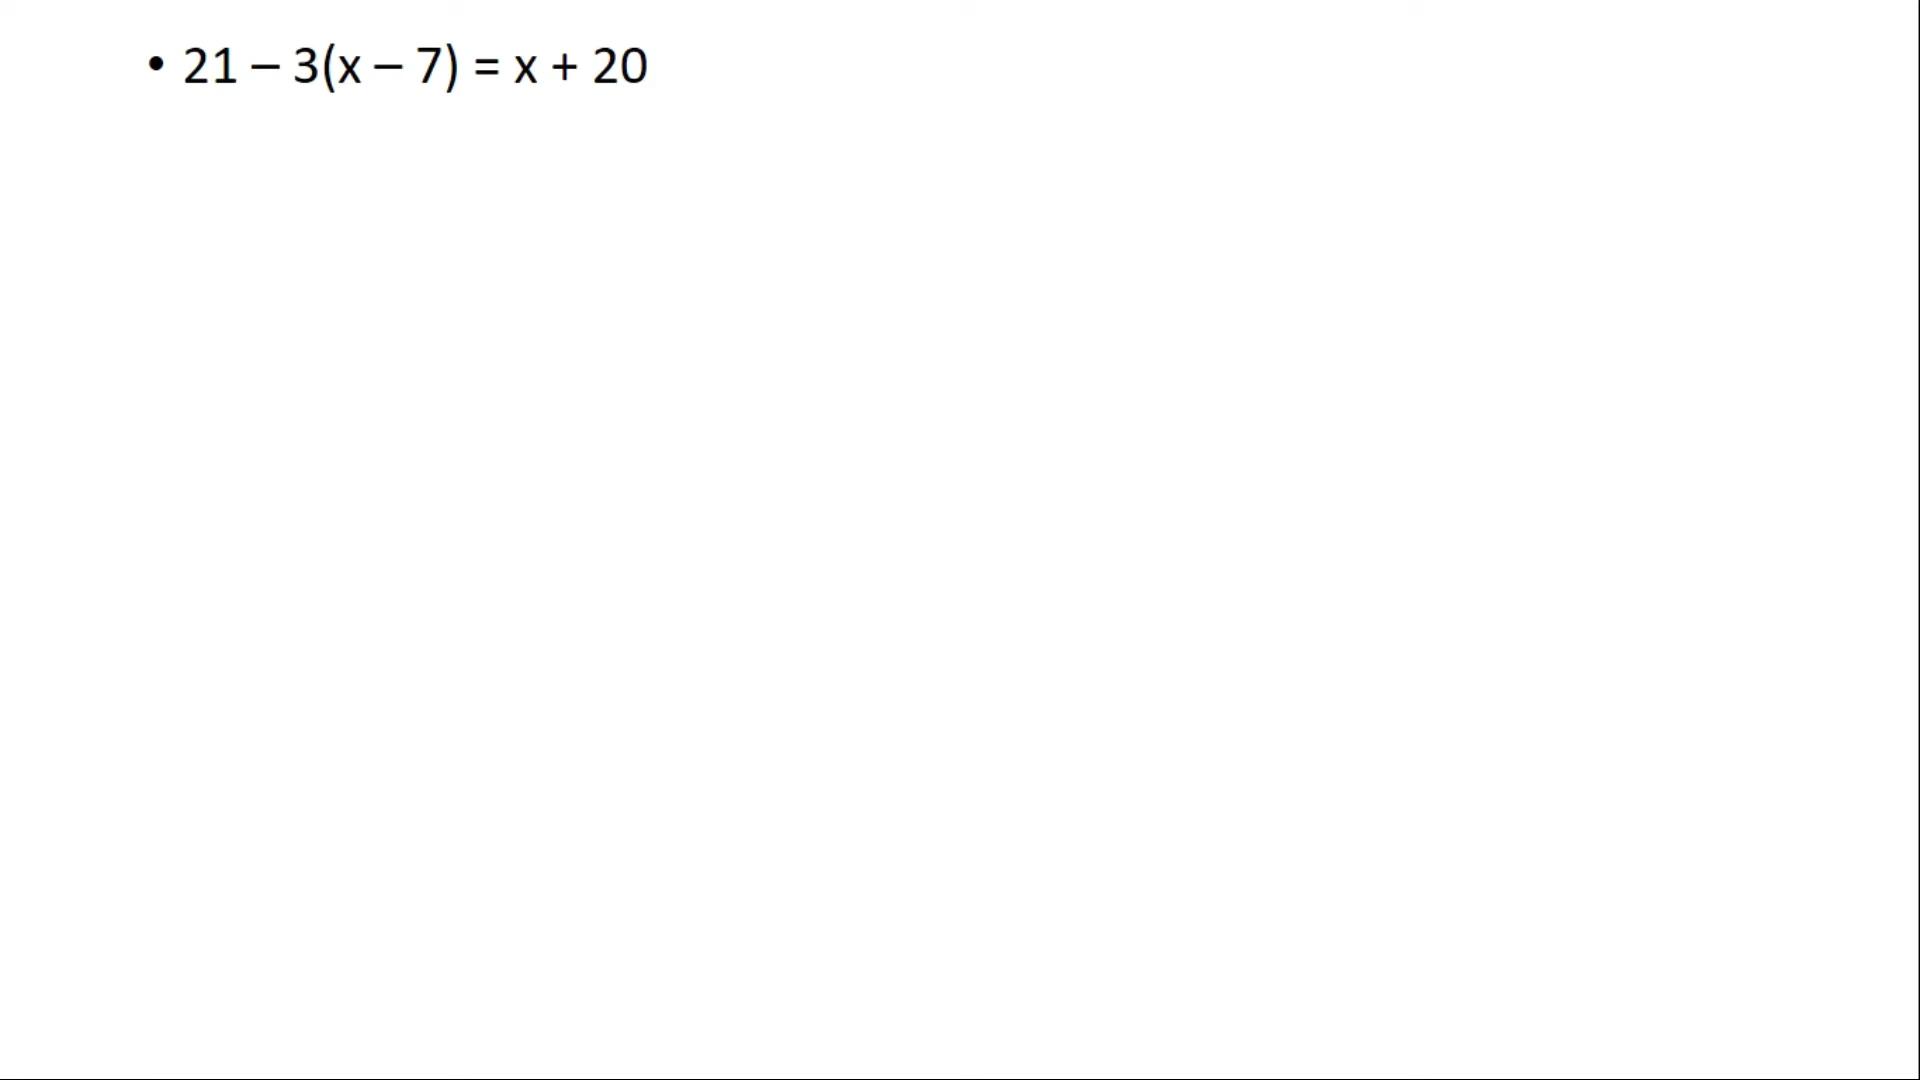 • 21 – 3(x – 7) = x + 20